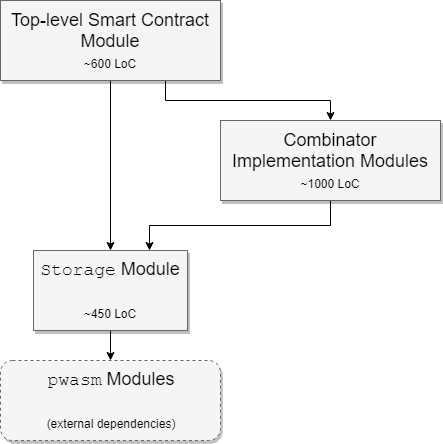 Top-level Smart Contract
Module
~600 LoC
Combinator
Implementation Modules
~1000 LoC
Storage Module
~450 LoC
pwasm Modules
(external dependencies)